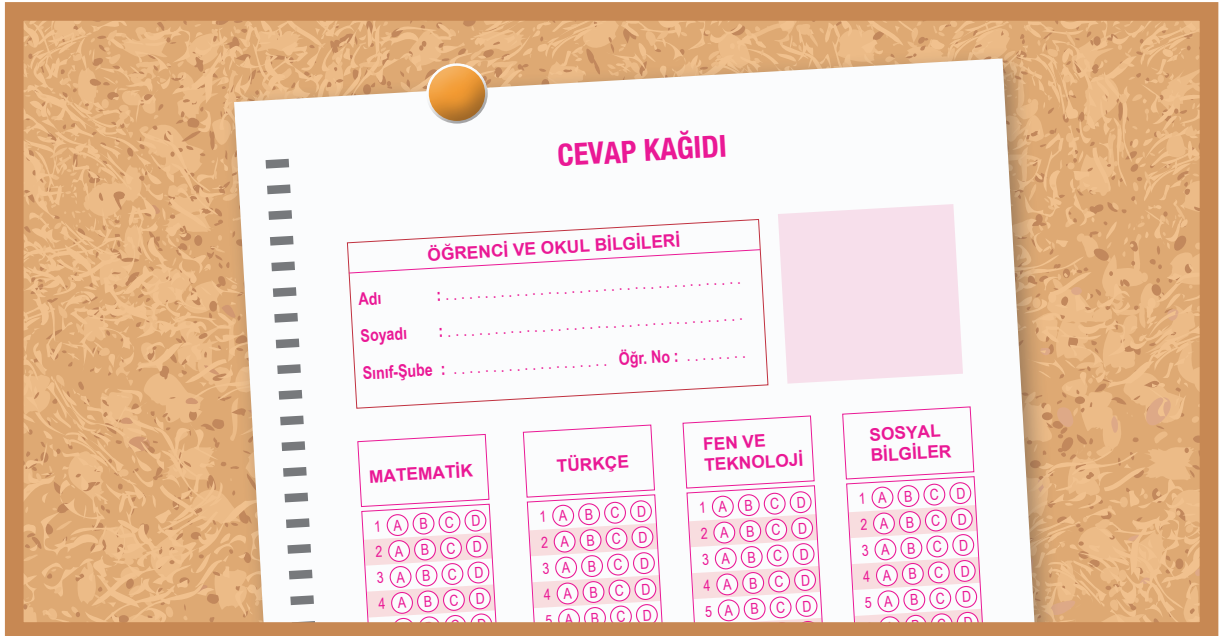 CEVAP KAĞIDI
ÖĞRENCİ VE OKUL BİLGİLERİ
Adı : . . . . . . . . . . . . . . . . . . . . . . . . . . . . . . . . . . . . .
Soyadı : . . . . . . . . . . . . . . . . . . . . . . . . . . . . . . . . . . . . .
Sınıf-Şube : . . . . . . . . . . . . . . . . . . . Öğr. No : . . . . . . . .
MATEMATİK
1 A B C D
2 A B C D
3 A B C D
4 A B C D
TÜRKÇE
1 A B C D
2 A B C D
3 A B C D
4 A B C D
5 A B C D
FEN VE
TEKNOLOJİ
1 A B C D
2 A B C D
3 A B C D
4 A B C D
5 A B C D
SOSYAL
BİLGİLER
1 A B C D
2 A B C D
3 A B C D
4 A B C D
5 A B C D